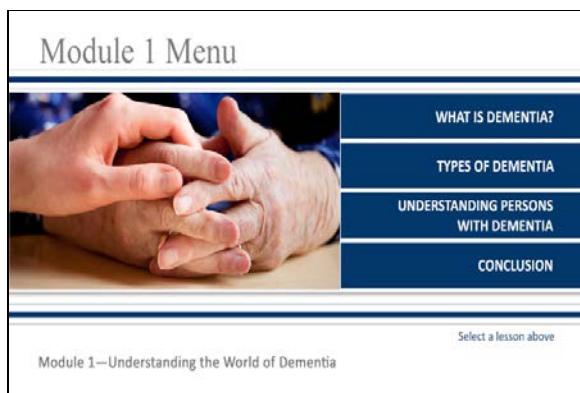 Module 1 Menu
WHAT IS DEMENTIA?
TYPES OF DEMENTIA
UNDERSTANDING PERSONS
WITH DEMENTIA
CONCLUSION
Select a lesson above
Module 1—Understanding the World of Dementia